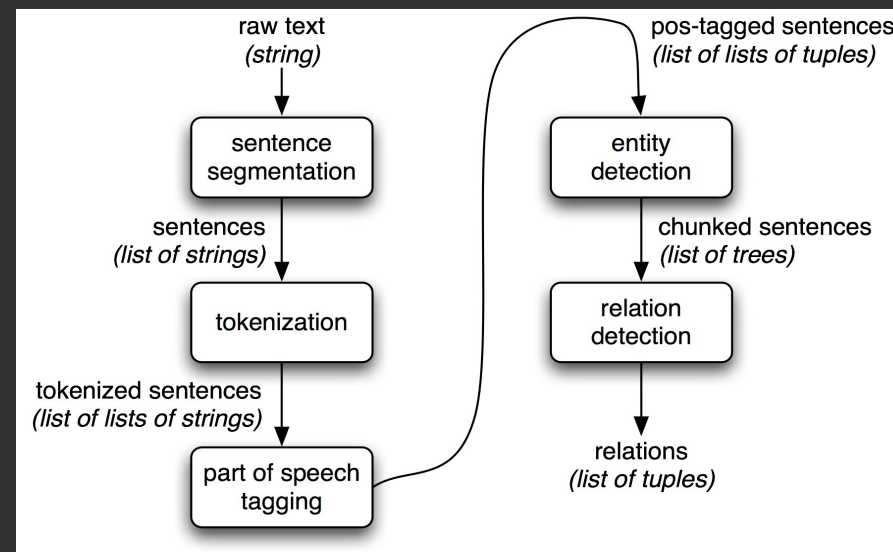 raw text
(string)
sentence
segmentation
sentences
(list of strings)
tokenization
tokenized sentences
(list of lists of strings)
part of speech
tagging
pos-tagged sentences
(list of lists of tuples)
entity
detection
chunked sentences
(list of trees)
relation
detection
relations
(list of tuples)